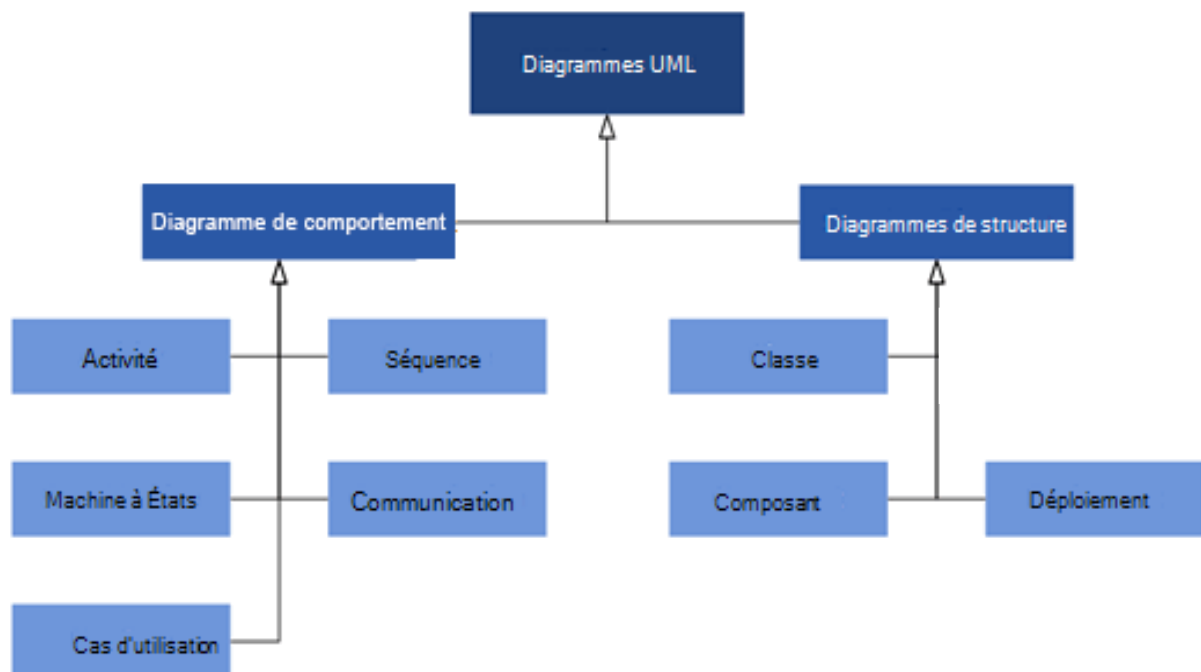 Diagrammes UML
Diagramme de comportement
Diagrammes de structure
Activité
Séquence
Classe
Machine à États
Communication
Composant
Déploiement
Cas d'utilisation